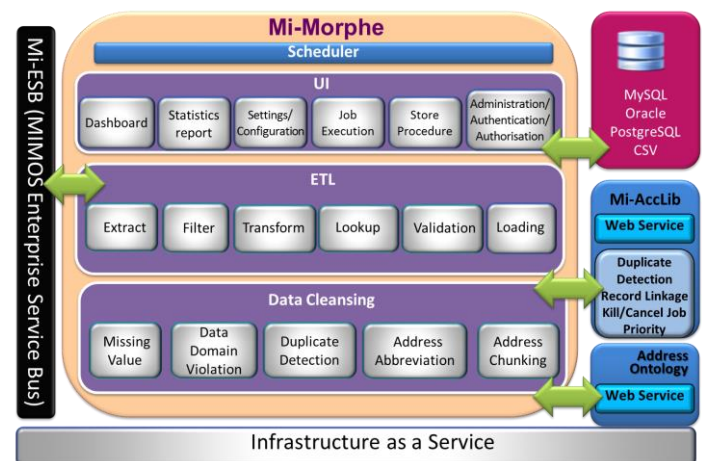 Mi-ESB (MIMOS Enterprise Service Bus)
Mi-Morphe
Scheduler
UI
Dashboard
Statistics
report
Settings/
Configuration
Job
Execution
Store
Procedure
Administration/
Authentication/
Authorisation
ETL
Extract
Filter
Transform
Lookup
Validation
Loading
Data Cleansing
Missing
Value
Data
Domain
Violation
Duplicate
Detection
Address
Abbreviation
Address
Chunking
MySQL
Oracle
PostgreSQL
CSV
Mi-AccLib
Web Service
Duplicate
Detection
Record Linkage
Kill/Cancel Job
Priority
Address
Ontology
Web Service
Infrastructure as a Service